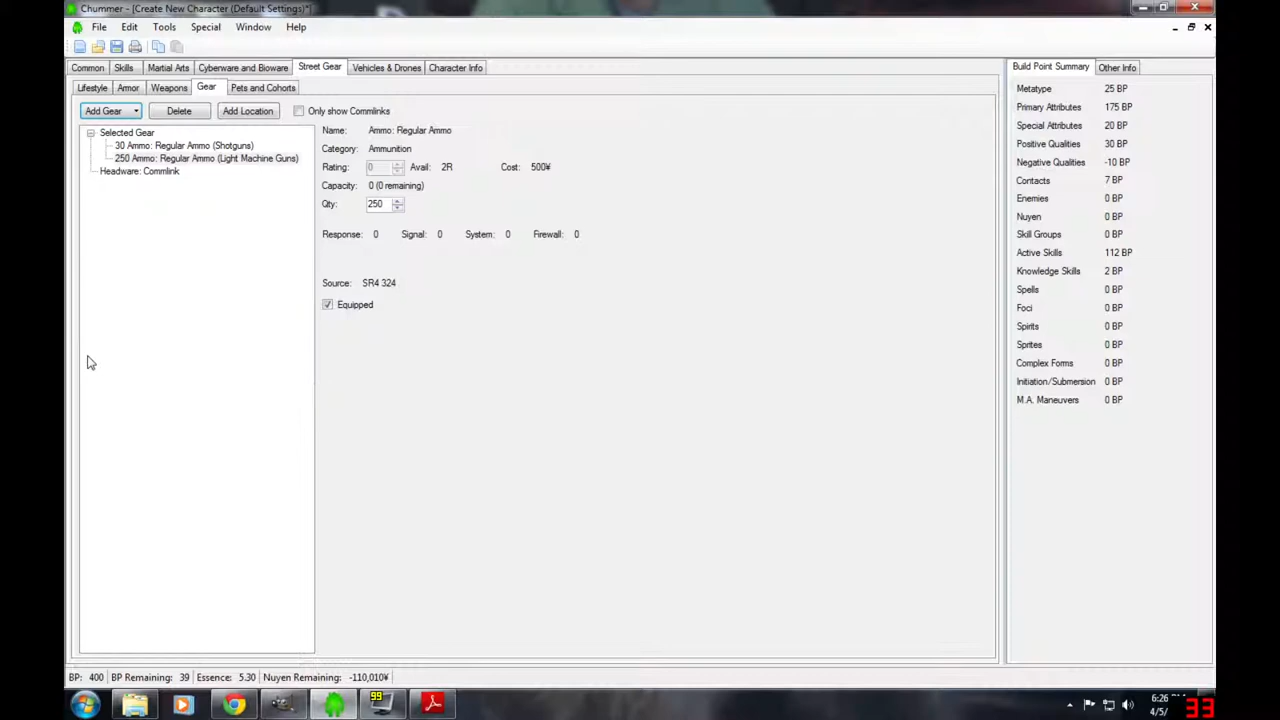 Chummer - [Create New Character (Default Settings)*]
File Edit Tools Special Window Help
Common Skills Martial Arts Cyberware and Bioware Street Gear Vehicles & Drones Character Info
Build Point Summary Other Info
Lifestyle Armor Weapons Gear Pets and Cohorts
Add Gear Delete Add Location Only show Commlinks
Selected Gear
30 Ammo: Regular Ammo (Shotguns)
250 Ammo: Regular Ammo (Light Machine Guns)
Headware: Commlink
Name: Ammo: Regular Ammo
Category: Ammunition
Rating: 0 Avail: 2R Cost: 500¥
Capacity: 0 (0 remaining)
Qty: 250
Response: 0 Signal: 0 System: 0 Firewall: 0
Source: SR4 324
Equipped
Metatype 25 BP
Primary Attributes 175 BP
Special Attributes 20 BP
Positive Qualities 30 BP
Negative Qualities -10 BP
Contacts 7 BP
Enemies 0 BP
Nuyen 0 BP
Skill Groups 0 BP
Active Skills 112 BP
Knowledge Skills 2 BP
Spells 0 BP
Foci 0 BP
Spirits 0 BP
Sprites 0 BP
Complex Forms 0 BP
Initiation/Submersion 0 BP
M.A. Maneuvers 0 BP
BP: 400 BP Remaining: 39 Essence: 5.30 Nuyen Remaining: -110,010¥
99
6:26
4/5/
33